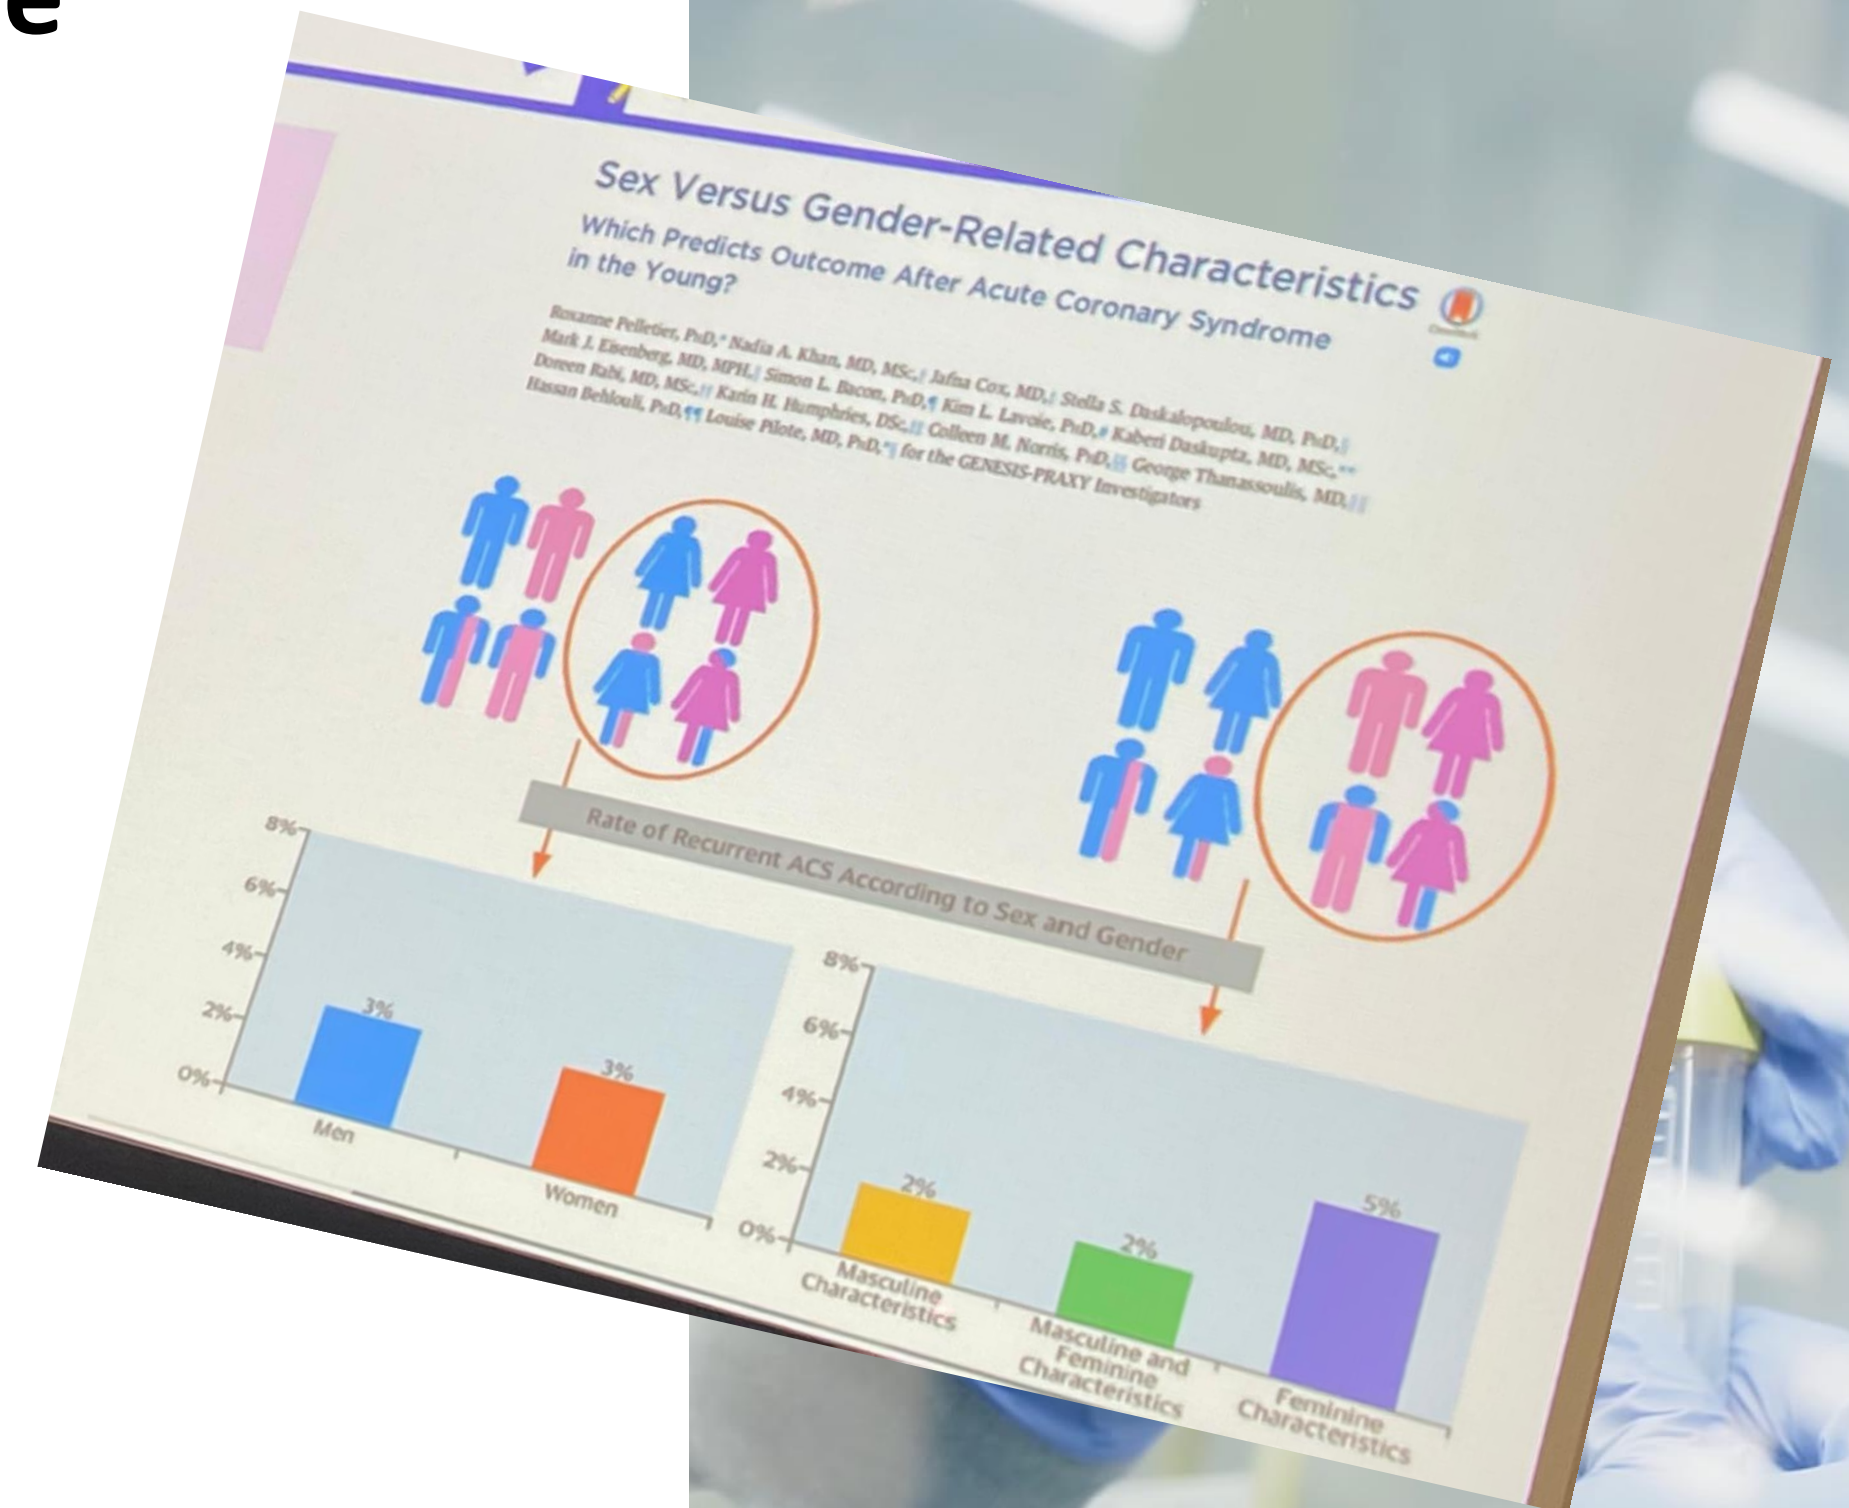 e
Sex Versus Gender-Related Characteristics
Which Predicts Outcome After Acute Coronary Syndrome
in the Young?
Roxanne Pelletier, PhD,* Nadia A. Khan, MD, MSc,† Jafna Cox, MD,‡ Stella S. Daskalopoulou, MD, PhD,§
Mark J. Eisenberg, MD, MPH,‖ Simon L. Bacon, PhD,¶ Kim L. Lavoie, PhD,# Kaberi Daskupta, MD, MSc,**
Doreen Rabi, MD, MSc,†† Karin H. Humphries, DSc,‡‡ Colleen M. Norris, PhD,§§ George Thanassoulis, MD,‖‖
Hassan Behlouli, PhD,¶¶ Louise Pilote, MD, PhD,*§ for the GENESIS-PRAXY Investigators
Rate of Recurrent ACS According to Sex and Gender
8%
6%
4%
2%
0%
3%
3%
Men
Women
8%
6%
4%
2%
0%
2%
2%
5%
Masculine
Characteristics
Masculine and
Feminine
Characteristics
Feminine
Characteristics